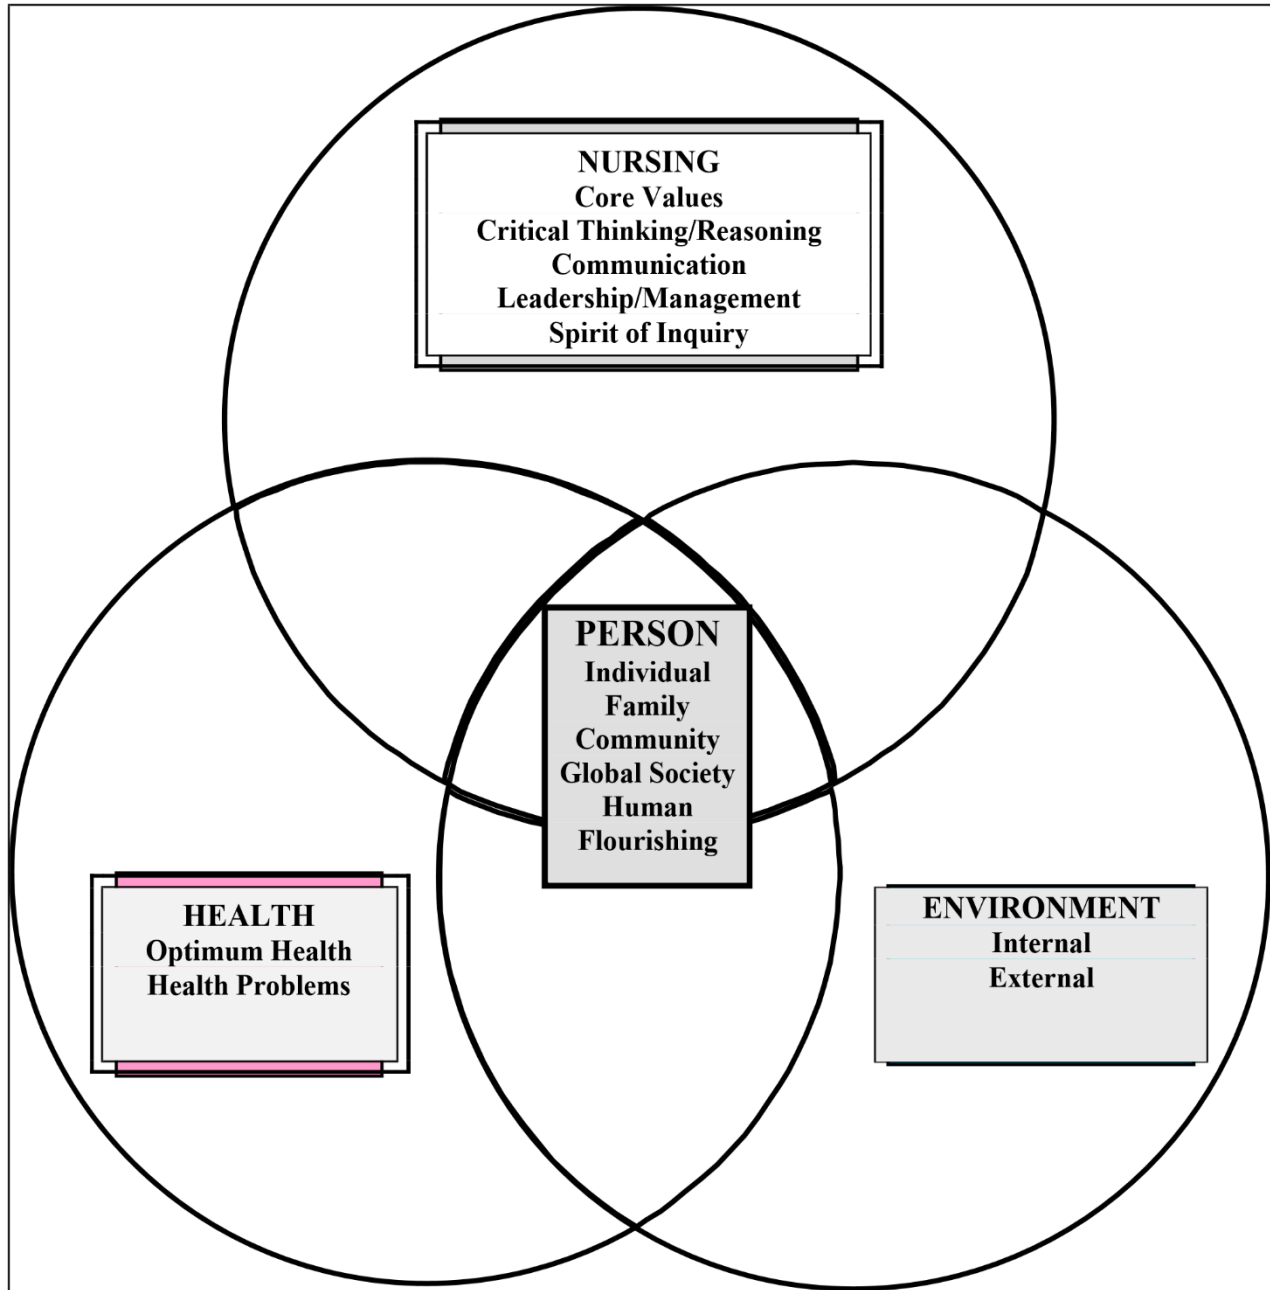 NURSING
Core Values
Critical Thinking/Reasoning
Communication
Leadership/Management
Spirit of Inquiry
PERSON
Individual
Family
Community
Global Society
Human
Flourishing
HEALTH
Optimum Health
Health Problems
ENVIRONMENT
Internal
External